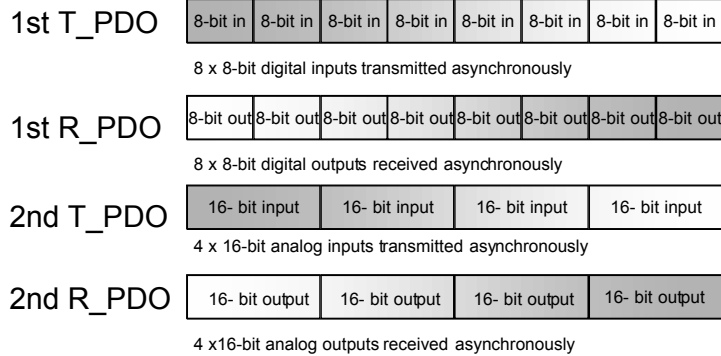 1st T_PDO 8-bit in 8-bit in 8-bit in 8-bit in 8-bit in 8-bit in 8-bit in 8-bit in
8 x 8-bit digital inputs transmitted asynchronously
1st R_PDO 8-bit out 8-bit out 8-bit out 8-bit out 8-bit out 8-bit out 8-bit out 8-bit out
8 x 8-bit digital outputs received asynchronously
2nd T_PDO 16- bit input 16- bit input 16- bit input 16- bit input
4 x 16-bit analog inputs transmitted asynchronously
2nd R_PDO 16- bit output 16- bit output 16- bit output 16- bit output
4 x16-bit analog outputs received asynchronously